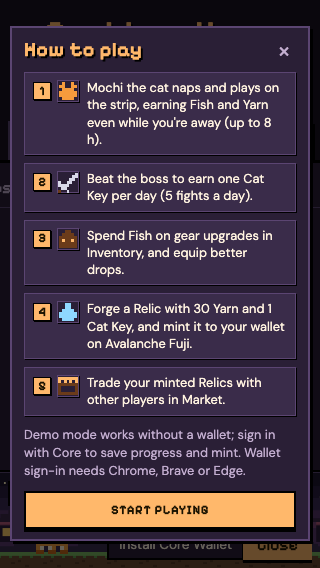 How to play
×
1
Mochi the cat naps and plays on
the strip, earning Fish and Yarn
even while you're away (up to 8
h).
2
Beat the boss to earn one Cat
Key per day (5 fights a day).
3
Spend Fish on gear upgrades in
Inventory, and equip better
drops.
4
Forge a Relic with 30 Yarn and 1
Cat Key, and mint it to your wallet
on Avalanche Fuji.
5
Trade your minted Relics with
other players in Market.
Demo mode works without a wallet; sign in
with Core to save progress and mint. Wallet
sign-in needs Chrome, Brave or Edge.
START PLAYING
Install Core Wallet
Close